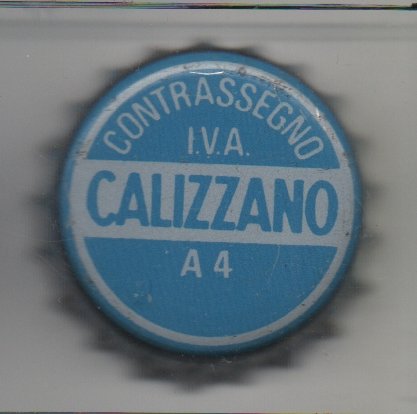 CONTRASSEGNO
I.V.A.
CALIZZANO
A 4